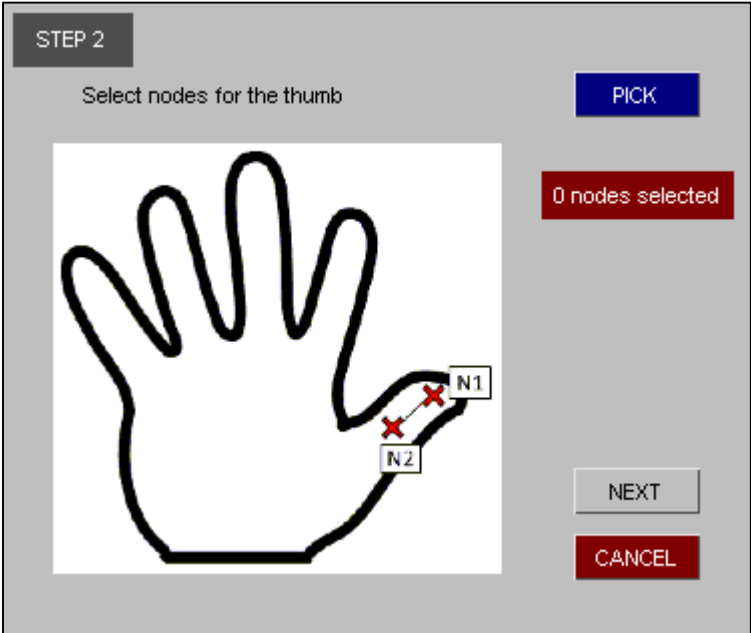 STEP 2
Select nodes for the thumb
PICK
0 nodes selected
N1
N2
NEXT
CANCEL